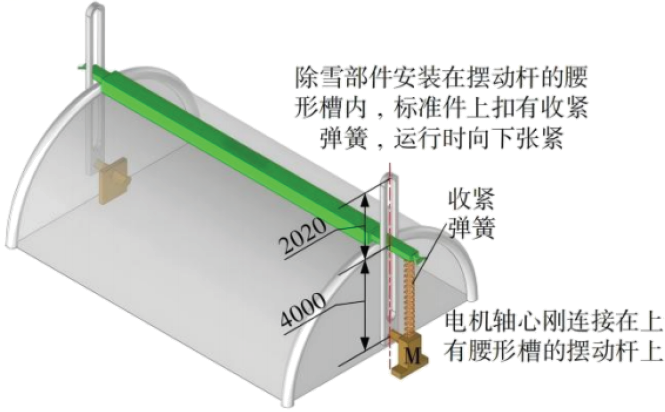 除雪部件安装在摆动杆的腰
形槽内，标准件上扣有收紧
弹簧，运行时向下张紧
收紧
弹簧
2020
4000
电机轴心刚连接在上
有腰形槽的摆动杆上
M